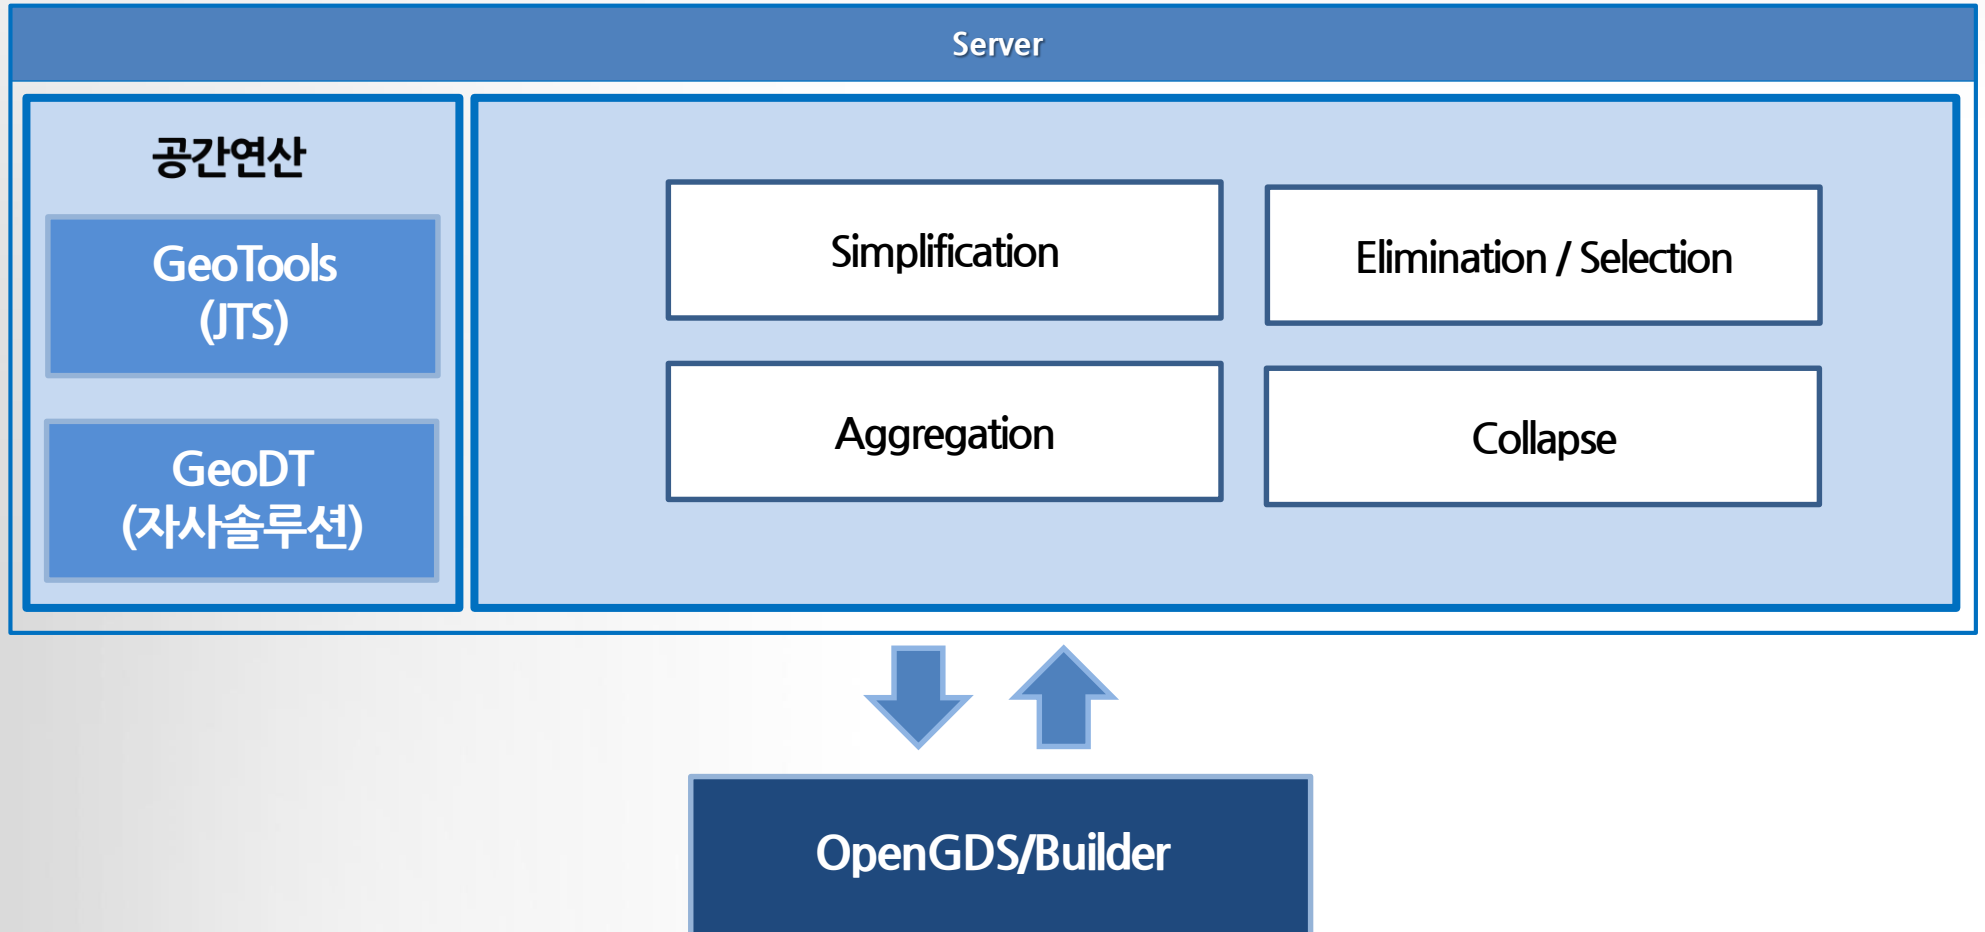 Server
공간연산
GeoTools
(JTS)
GeoDT
(자사솔루션)
Simplification
Elimination / Selection
Aggregation
Collapse
OpenGDS/Builder